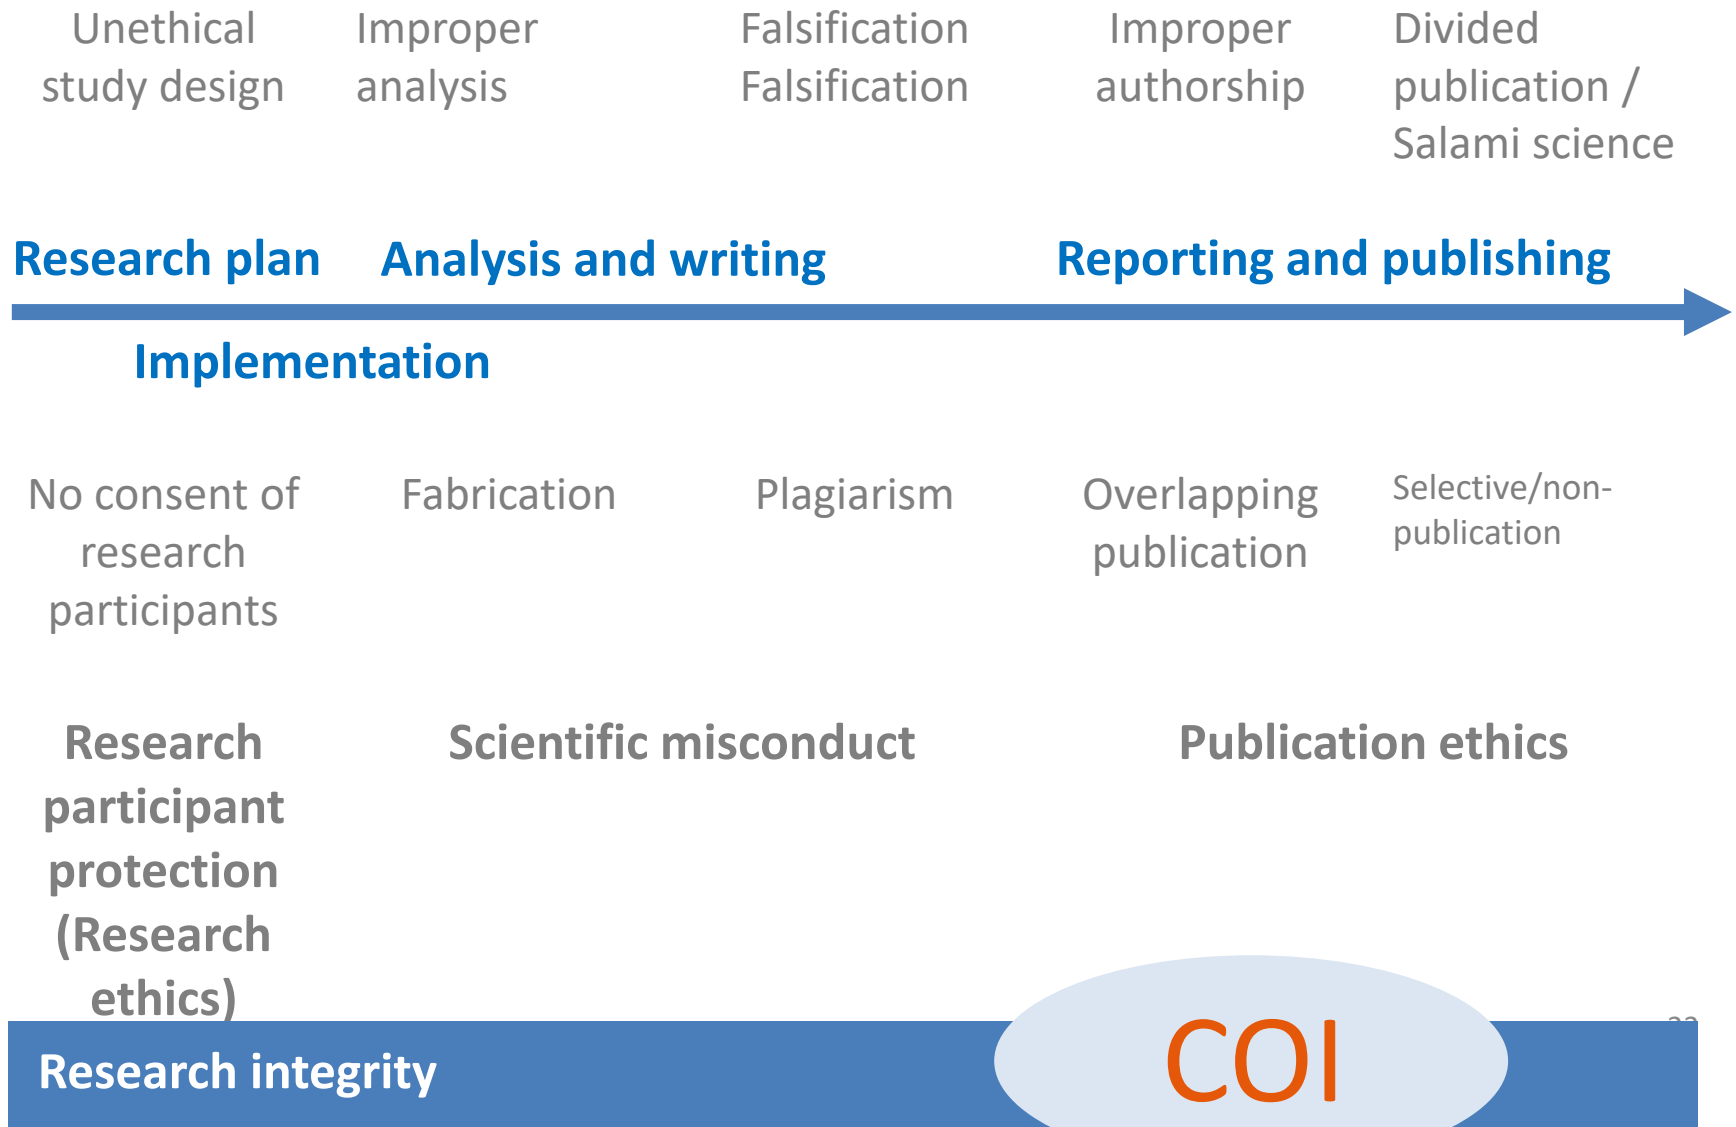 Unethical
study design
Improper
analysis
Falsification
Falsification
Improper
authorship
Divided
publication /
Salami science
Research plan
Analysis and writing
Reporting and publishing
Implementation
No consent of
research
participants
Fabrication
Plagiarism
Overlapping
publication
Selective/non-
publication
Research
participant
protection
(Research
ethics)
Scientific misconduct
Publication ethics
Research integrity
COI